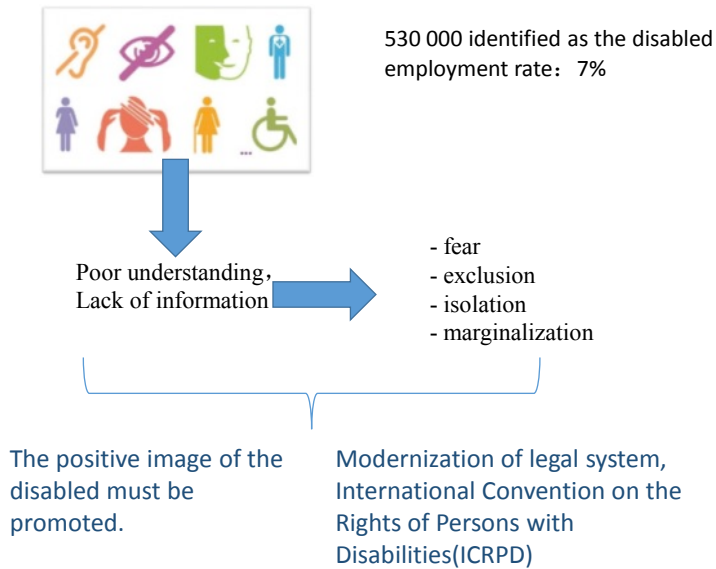 530 000 identified as the disabled
employment rate：7%
...
Poor understanding，
Lack of information
- fear
- exclusion
- isolation
- marginalization
The positive image of the
disabled must be
promoted.
Modernization of legal system,
International Convention on the
Rights of Persons with
Disabilities(ICRPD)